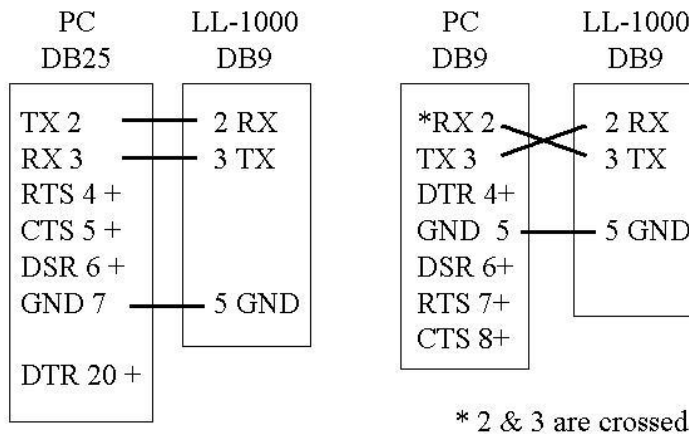 PC LL-1000
DB25 DB9
TX 2 2 RX
RX 3 3 TX
RTS 4 +
CTS 5 +
DSR 6 +
GND 7 5 GND
DTR 20 +
PC LL-1000
DB9 DB9
*RX 2 2 RX
TX 3 3 TX
DTR 4+
GND 5 5 GND
DSR 6+
RTS 7+
CTS 8+
* 2 & 3 are crossed